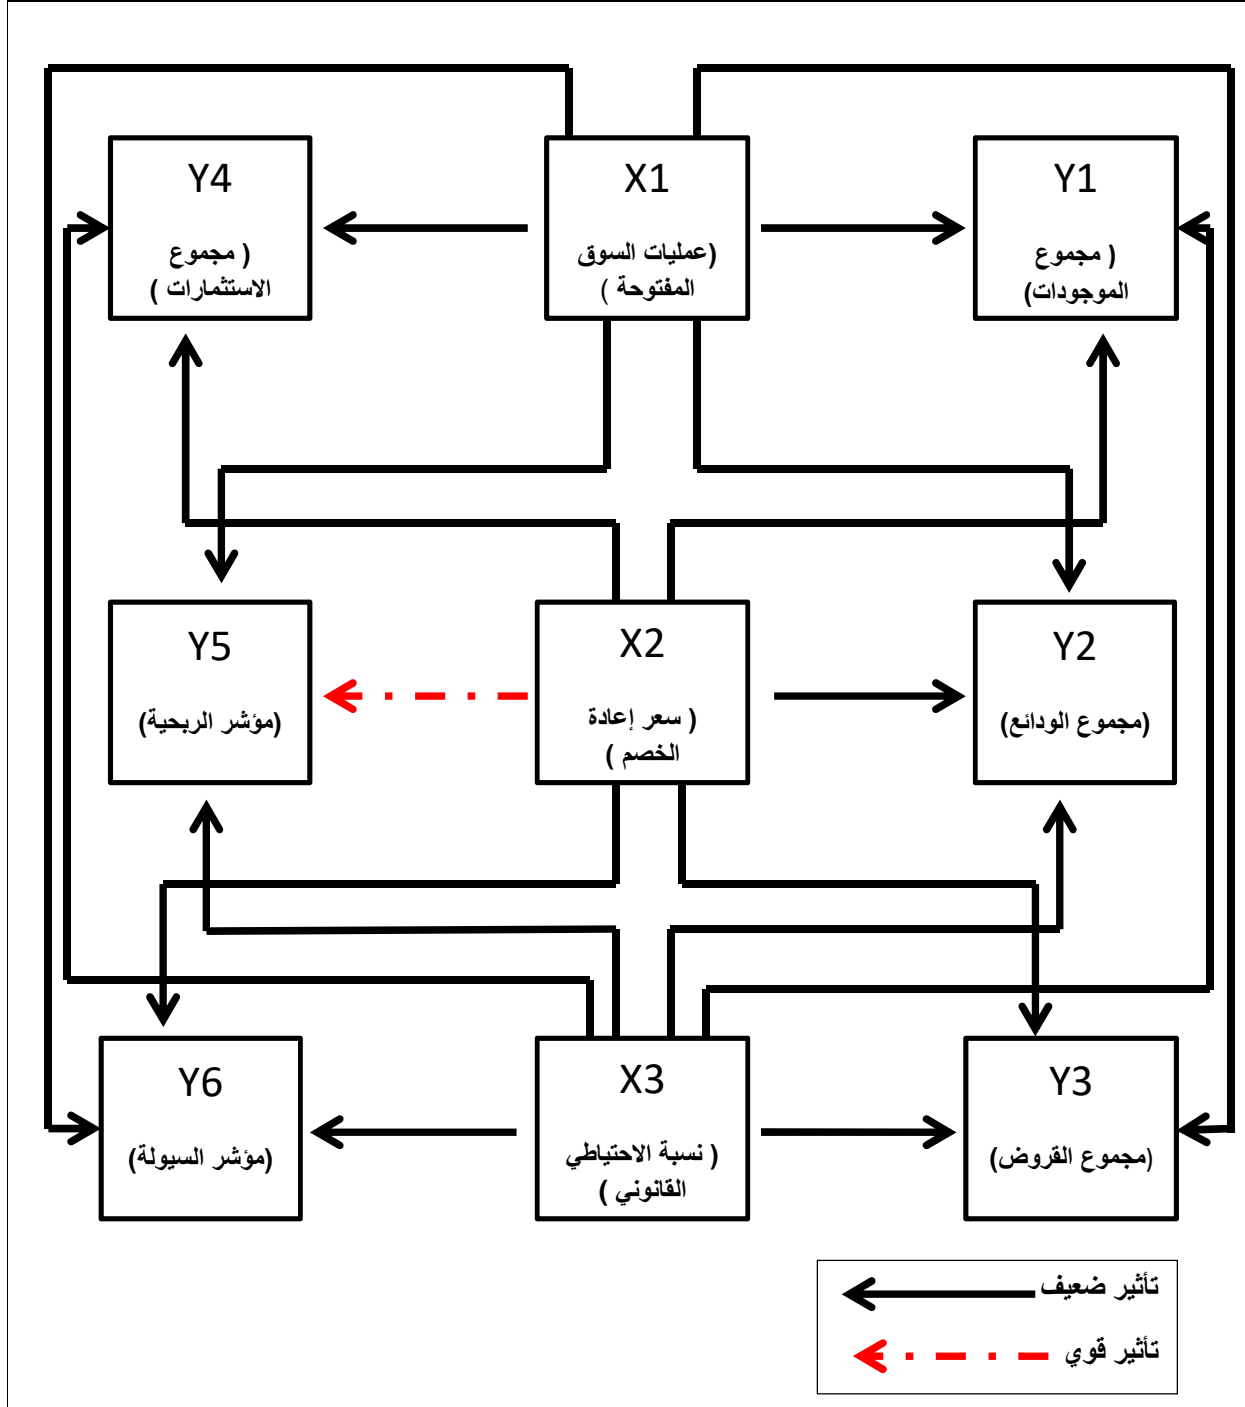 Y1
( مجموع
الموجودات)
X1
(عمليات السوق
المفتوحة )
Y4
( مجموع
الاستثمارات )
Y2
(مجموع الودائع)
X2
( سعر إعادة
الخصم )
Y5
(مؤشر الربحية)
Y3
(مجموع القروض)
X3
( نسبة الاحتياطي
القانوني )
Y6
(مؤشر السيولة)
تأثير ضعيف
تأثير قوي